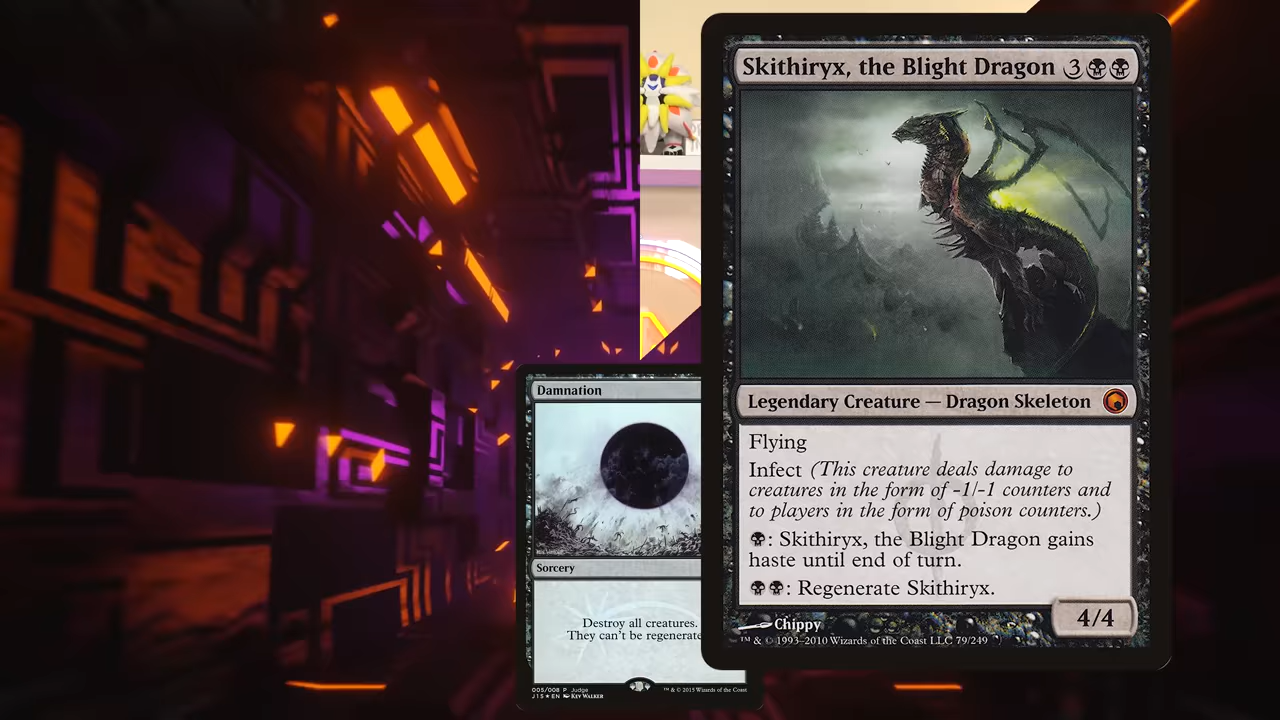 Skithiryx, the Blight Dragon 3
Legendary Creature — Dragon Skeleton
Flying
Infect (This creature deals damage to
creatures in the form of -1/-1 counters and
to players in the form of poison counters.)
: Skithiryx, the Blight Dragon gains
haste until end of turn.
: Regenerate Skithiryx.
4/4
Chippy
™ & © 1993–2010 Wizards of the Coast LLC 79/249
Damnation
Sorcery
Destroy all creatures.
They can't be regenerate
005/008 P Judge
J15 ★ EN Kev Walker
™ & © 2015 Wizards of the Coast